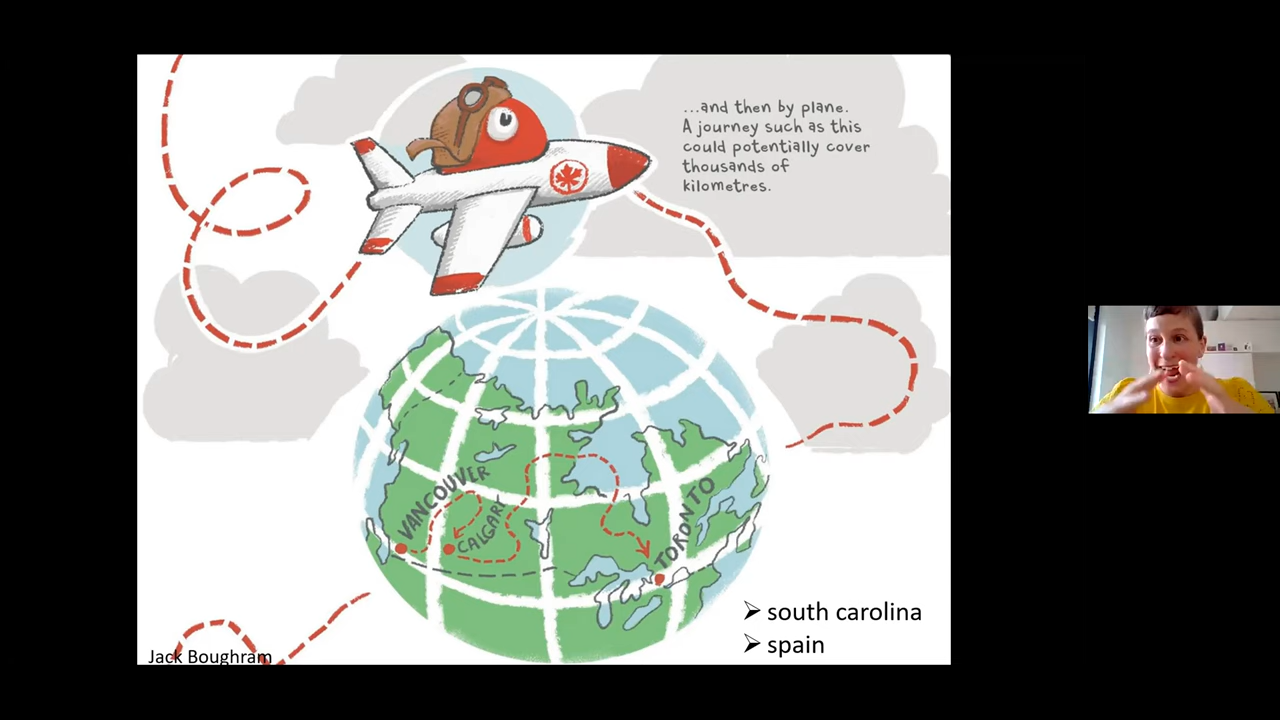 ...and then by plane.
A journey such as this
could potentially cover
thousands of
kilometres.
VANCOUVER
CALGARY
TORONTO
south carolina
spain
Jack Boughram